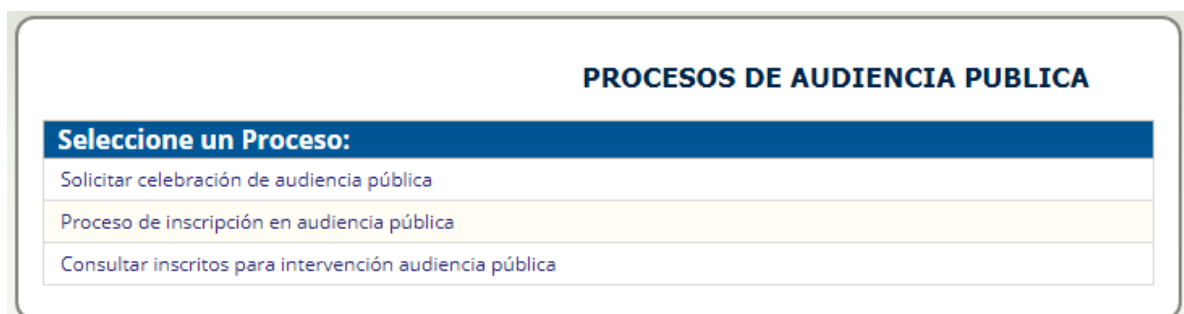 PROCESOS DE AUDIENCIA PUBLICA
Seleccione un Proceso:
Solicitar celebración de audiencia pública
Proceso de inscripción en audiencia pública
Consultar inscritos para intervención audiencia pública